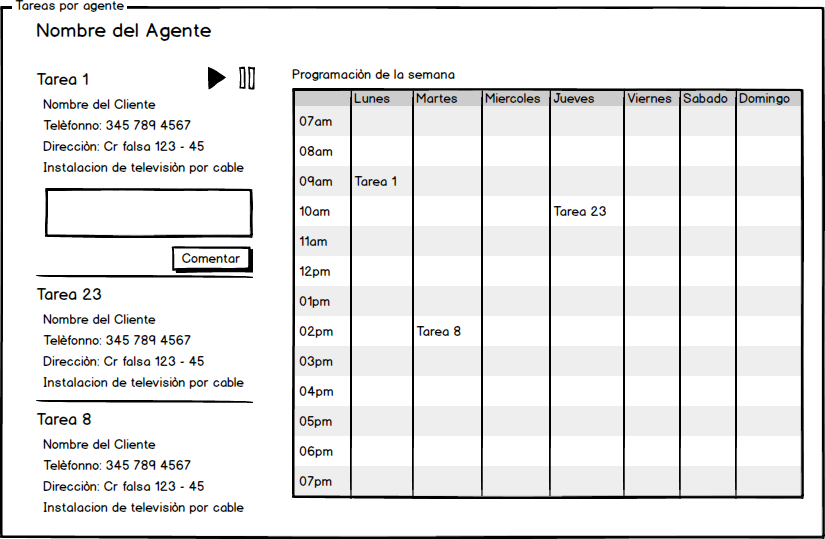 Tareas por agente
Nombre del Agente
Tarea 1
Nombre del Cliente
Telèfonno: 345 789 4567
Direcciòn: Cr falsa 123 - 45
Instalacion de televisiòn por cable
Comentar
Tarea 23
Nombre del Cliente
Telèfonno: 345 789 4567
Direcciòn: Cr falsa 123 - 45
Instalacion de televisiòn por cable
Tarea 8
Nombre del Cliente
Telèfonno: 345 789 4567
Direcciòn: Cr falsa 123 - 45
Instalacion de televisiòn por cable
Programaciòn de la semana
Lunes Martes Miercoles Jueves Viernes Sabado Domingo
07am
08am
09am Tarea 1
10am Tarea 23
11am
12pm
01pm
02pm Tarea 8
03pm
04pm
05pm
06pm
07pm